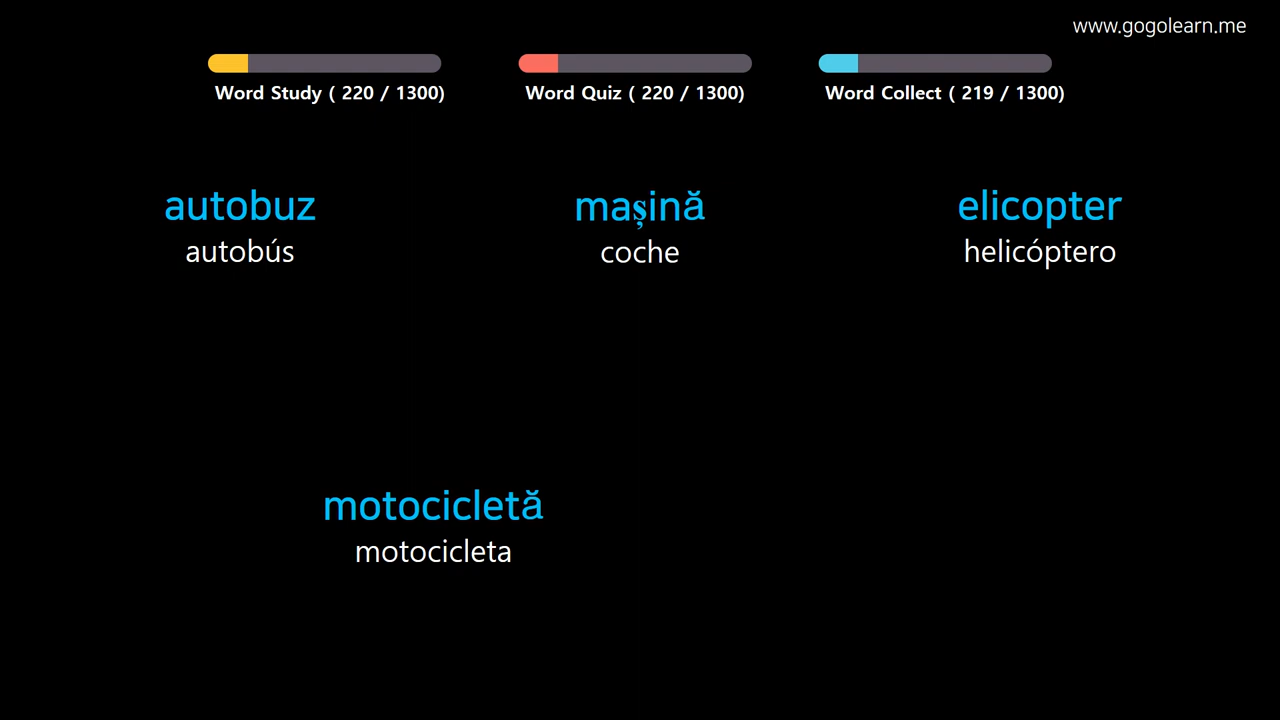 www.gogolearn.me
Word Study ( 220 / 1300)
Word Quiz ( 220 / 1300)
Word Collect ( 219 / 1300)
autobuz
autobús
mașină
coche
elicopter
helicóptero
motocicletă
motocicleta